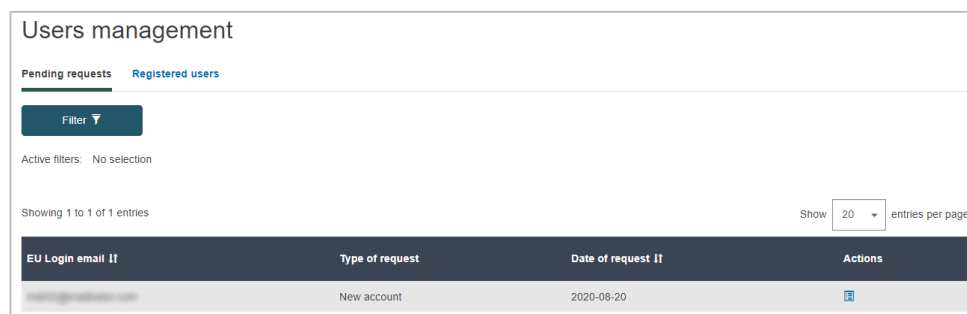 Users management
Pending requests Registered users
Filter
Active filters: No selection
Showing 1 to 1 of 1 entries Show 20 entries per page
EU Login email Type of request Date of request Actions
New account 2020-08-20